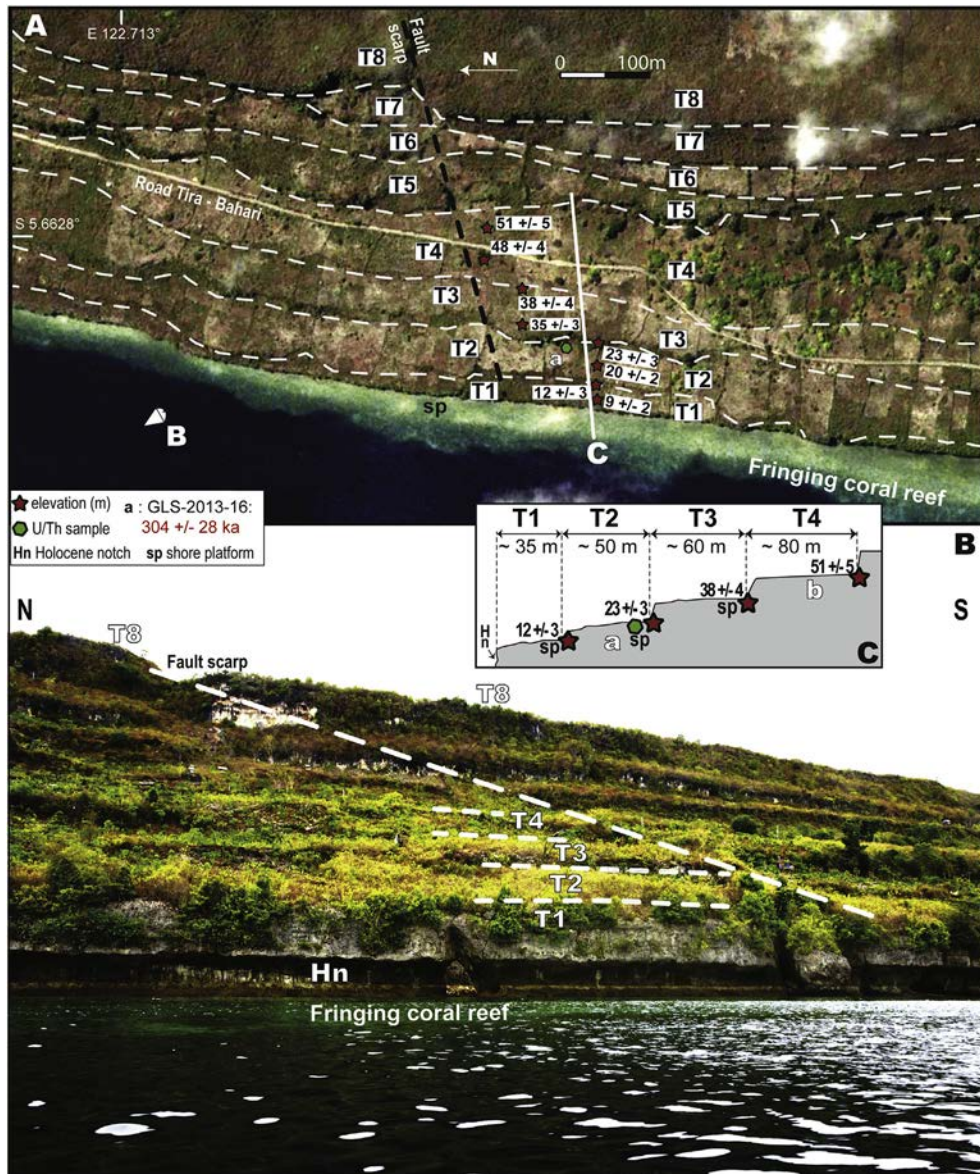 A
E 122.713°
Fault
scarp
T8
N
0
100m
T8
T7
T7
T6
T6
T5
T5
Road Tira - Bahari
S 5.6628°
51 +/- 5
48 +/- 4
T4
T4
T3
38 +/- 4
35 +/- 3
T3
T2
a
23 +/- 3
20 +/- 2
T2
T1
12 +/- 3
9 +/- 2
T1
sp
B
C
Fringing coral reef
elevation (m)
a : GLS-2013-16:
U/Th sample
304 +/- 28 ka
Hn Holocene notch
sp shore platform
T1
T2
T3
T4
~ 35 m
~ 50 m
~ 60 m
~ 80 m
B
51 +/- 5
38 +/- 4
b
23 +/- 3
sp
12 +/- 3
sp
a
sp
H
n
C
N
S
T8
Fault scarp
T8
T4
T3
T2
T1
Hn
Fringing coral reef